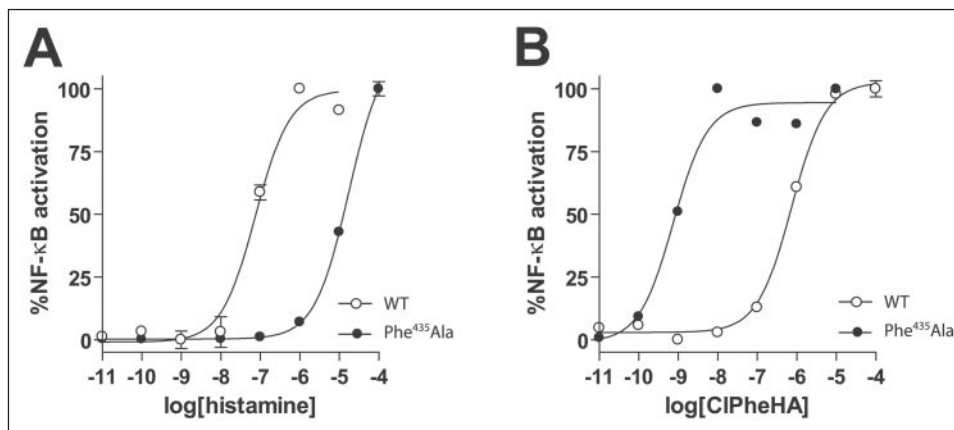 A
%NF-κB activation
100
75
50
25
0
WT
Phe435Ala
-11 -10 -9 -8 -7 -6 -5 -4
log[histamine]
B
%NF-κB activation
100
75
50
25
0
WT
Phe435Ala
-11 -10 -9 -8 -7 -6 -5 -4
log[ClPheHA]